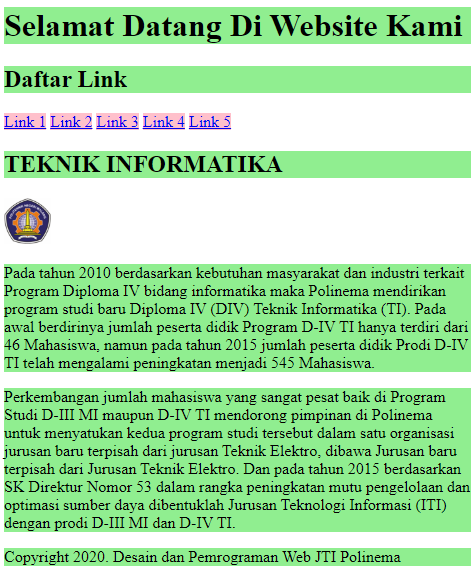 Selamat Datang Di Website Kami
Daftar Link
Link 1 Link 2 Link 3 Link 4 Link 5
TEKNIK INFORMATIKA
Pada tahun 2010 berdasarkan kebutuhan masyarakat dan industri terkait
Program Diploma IV bidang informatika maka Polinema mendirikan
program studi baru Diploma IV (DIV) Teknik Informatika (TI). Pada
awal berdirinya jumlah peserta didik Program D-IV TI hanya terdiri dari
46 Mahasiswa, namun pada tahun 2015 jumlah peserta didik Prodi D-IV
TI telah mengalami peningkatan menjadi 545 Mahasiswa.
Perkembangan jumlah mahasiswa yang sangat pesat baik di Program
Studi D-III MI maupun D-IV TI mendorong pimpinan di Polinema
untuk menyatukan kedua program studi tersebut dalam satu organisasi
jurusan baru terpisah dari jurusan Teknik Elektro, dibawa Jurusan baru
terpisah dari Jurusan Teknik Elektro. Dan pada tahun 2015 berdasarkan
SK Direktur Nomor 53 dalam rangka peningkatan mutu pengelolaan dan
optimasi sumber daya dibentuklah Jurusan Teknologi Informasi (ITI)
dengan prodi D-III MI dan D-IV TI.
Copyright 2020. Desain dan Pemrograman Web JTI Polinema